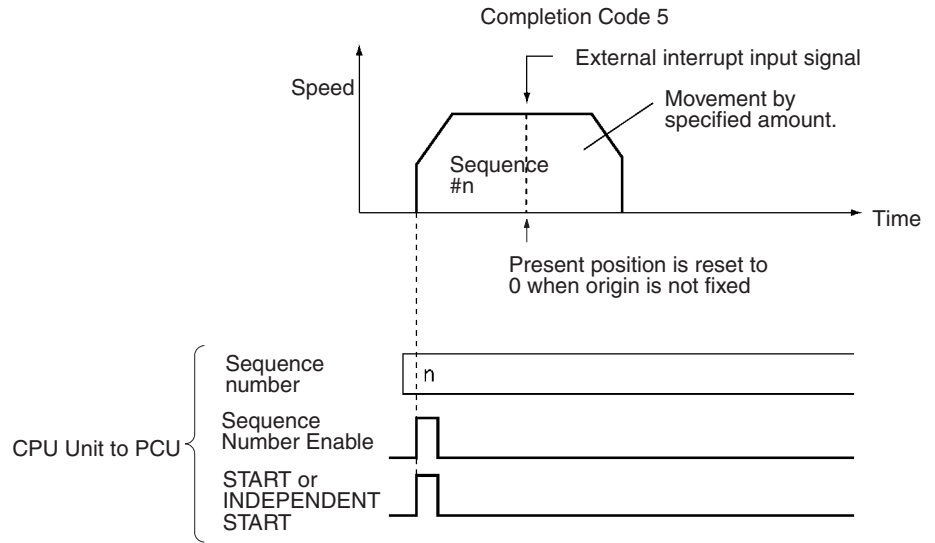 Completion Code 5
External interrupt input signal
Speed
Movement by
specified amount.
Sequence
#n
Time
Present position is reset to
0 when origin is not fixed
Sequence
number
n
Sequence
Number Enable
CPU Unit to PCU
START or
INDEPENDENT
START